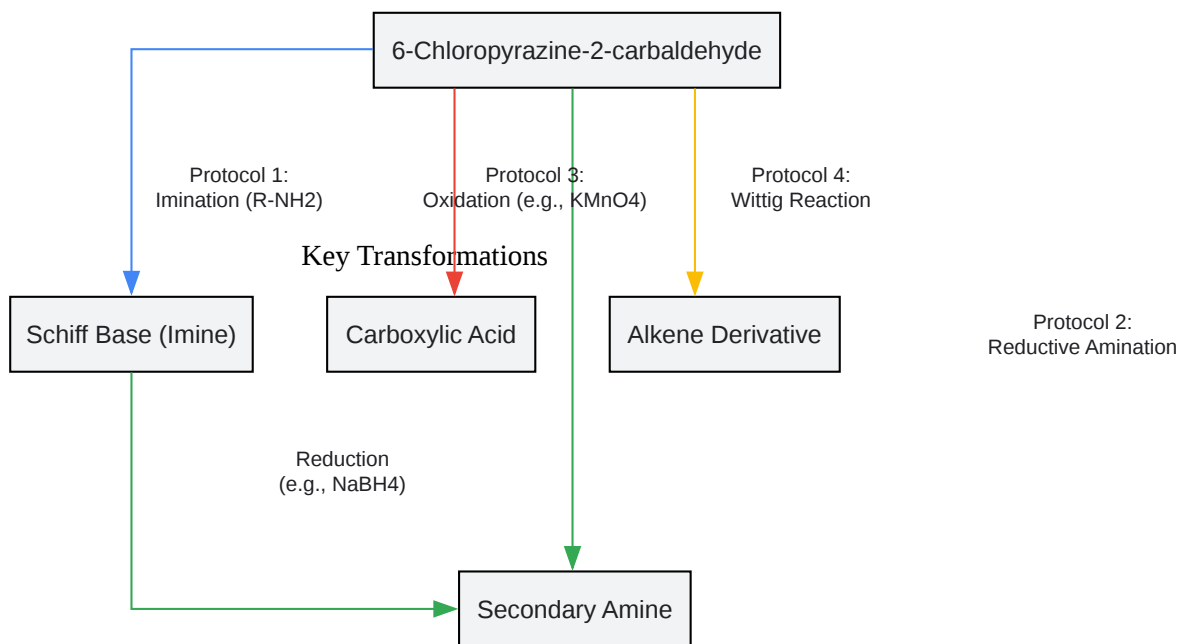 6-Chloropyrazine-2-carbaldehyde
Protocol 1:
Imination (R-NH2)
Protocol 3:
Oxidation (e.g., KMnO4)
Protocol 4:
Wittig Reaction
Key Transformations
Schiff Base (Imine)
Carboxylic Acid
Alkene Derivative
Protocol 2:
Reductive Amination
Reduction
(e.g., NaBH4)
Secondary Amine